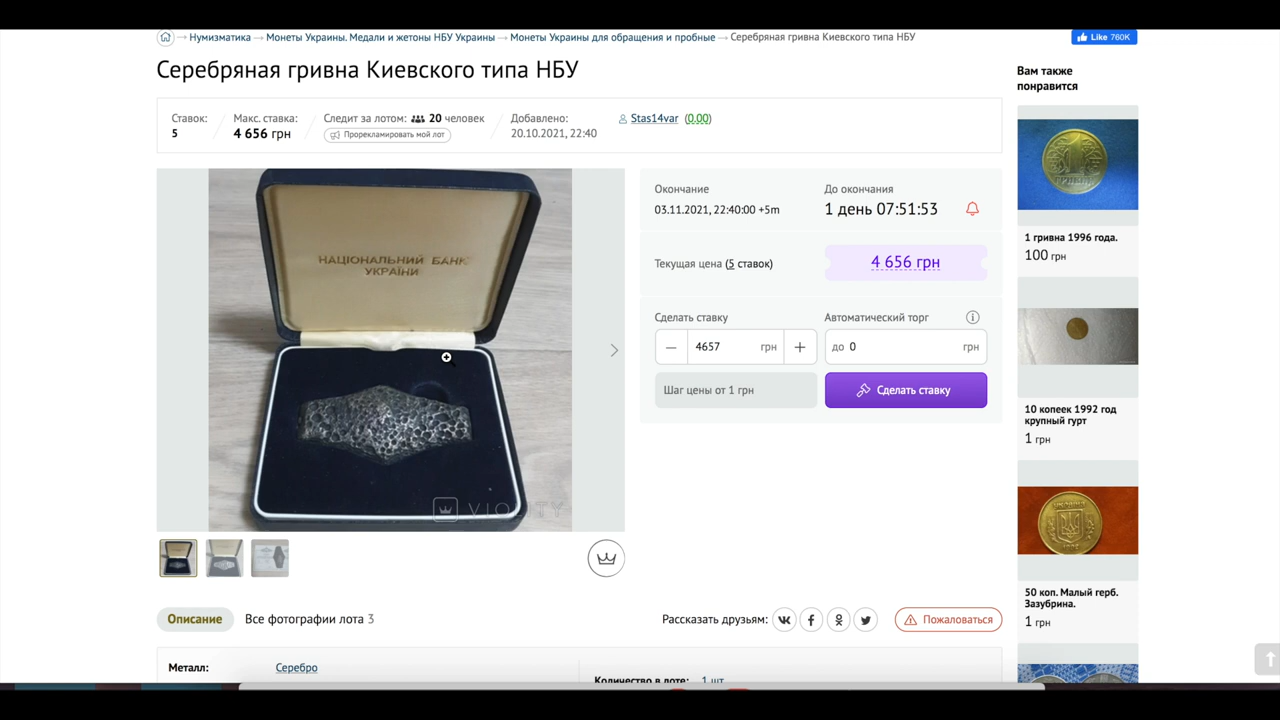 → Нумизматика → Монеты Украины. Медали и жетоны НБУ Украины → Монеты Украины для обращения и пробные → Серебряная гривна Киевского типа НБУ
Like 760K
Серебряная гривна Киевского типа НБУ
Ставок:
5
Макс. ставка:
4 656 грн
Следит за лотом: 20 человек
Прорекламировать мой лот
Добавлено:
20.10.2021, 22:40
Stas14var (0.00)
НАЦІОНАЛЬНИЙ БАНК
УКРАЇНИ
VIOLITY
Окончание
03.11.2021, 22:40:00 +5m
До окончания
1 день 07:51:53
Текущая цена (5 ставок)
4 656 грн
Сделать ставку
— 4657 грн +
Автоматический торг
до 0 грн
Шаг цены от 1 грн
Сделать ставку
Описание
Все фотографии лота 3
Рассказать друзьям:
Пожаловаться
Металл:
Серебро
Количество в лоте: 1 шт
Вам также
понравится
1 гривна 1996 года.
100 грн
10 копеек 1992 год
крупный гурт
1 грн
50 коп. Малый герб.
Зазубрина.
1 грн